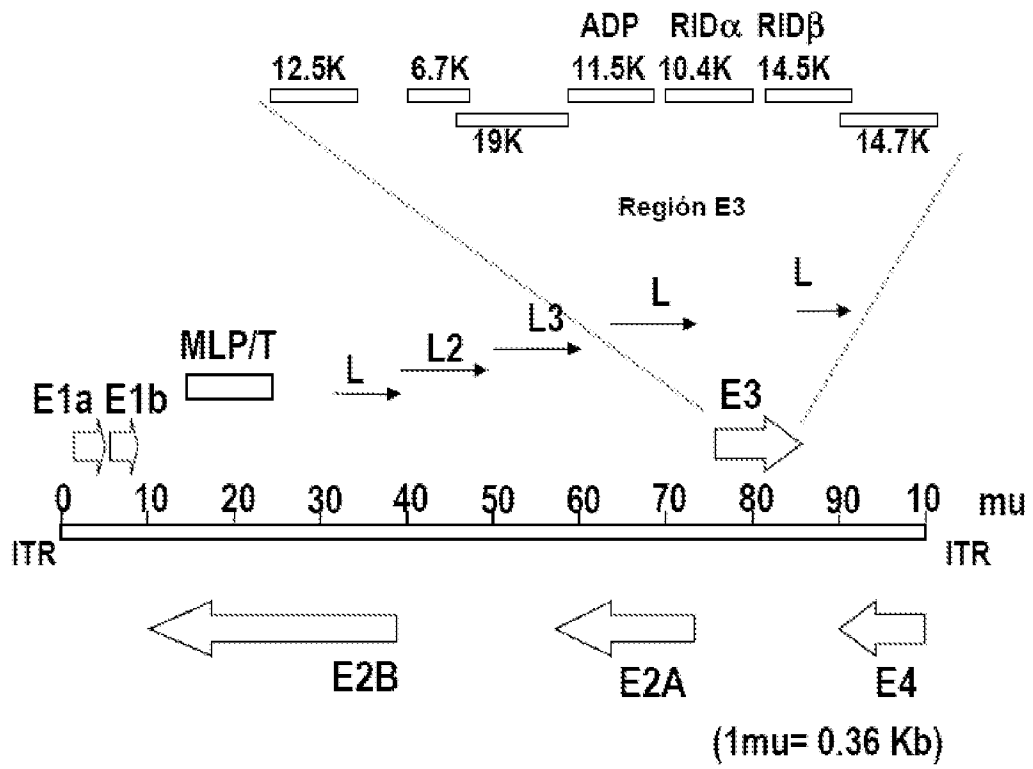 ADP RIDα RIDβ
12.5K 6.7K 11.5K 10.4K 14.5K
19K 14.7K
Región E3
L
L
L3
MLP/T L2
L
E1a E1b E3
0 10 20 30 40 50 60 70 80 90 10 mu
ITR ITR
E2B E2A E4
(1mu= 0.36 Kb)